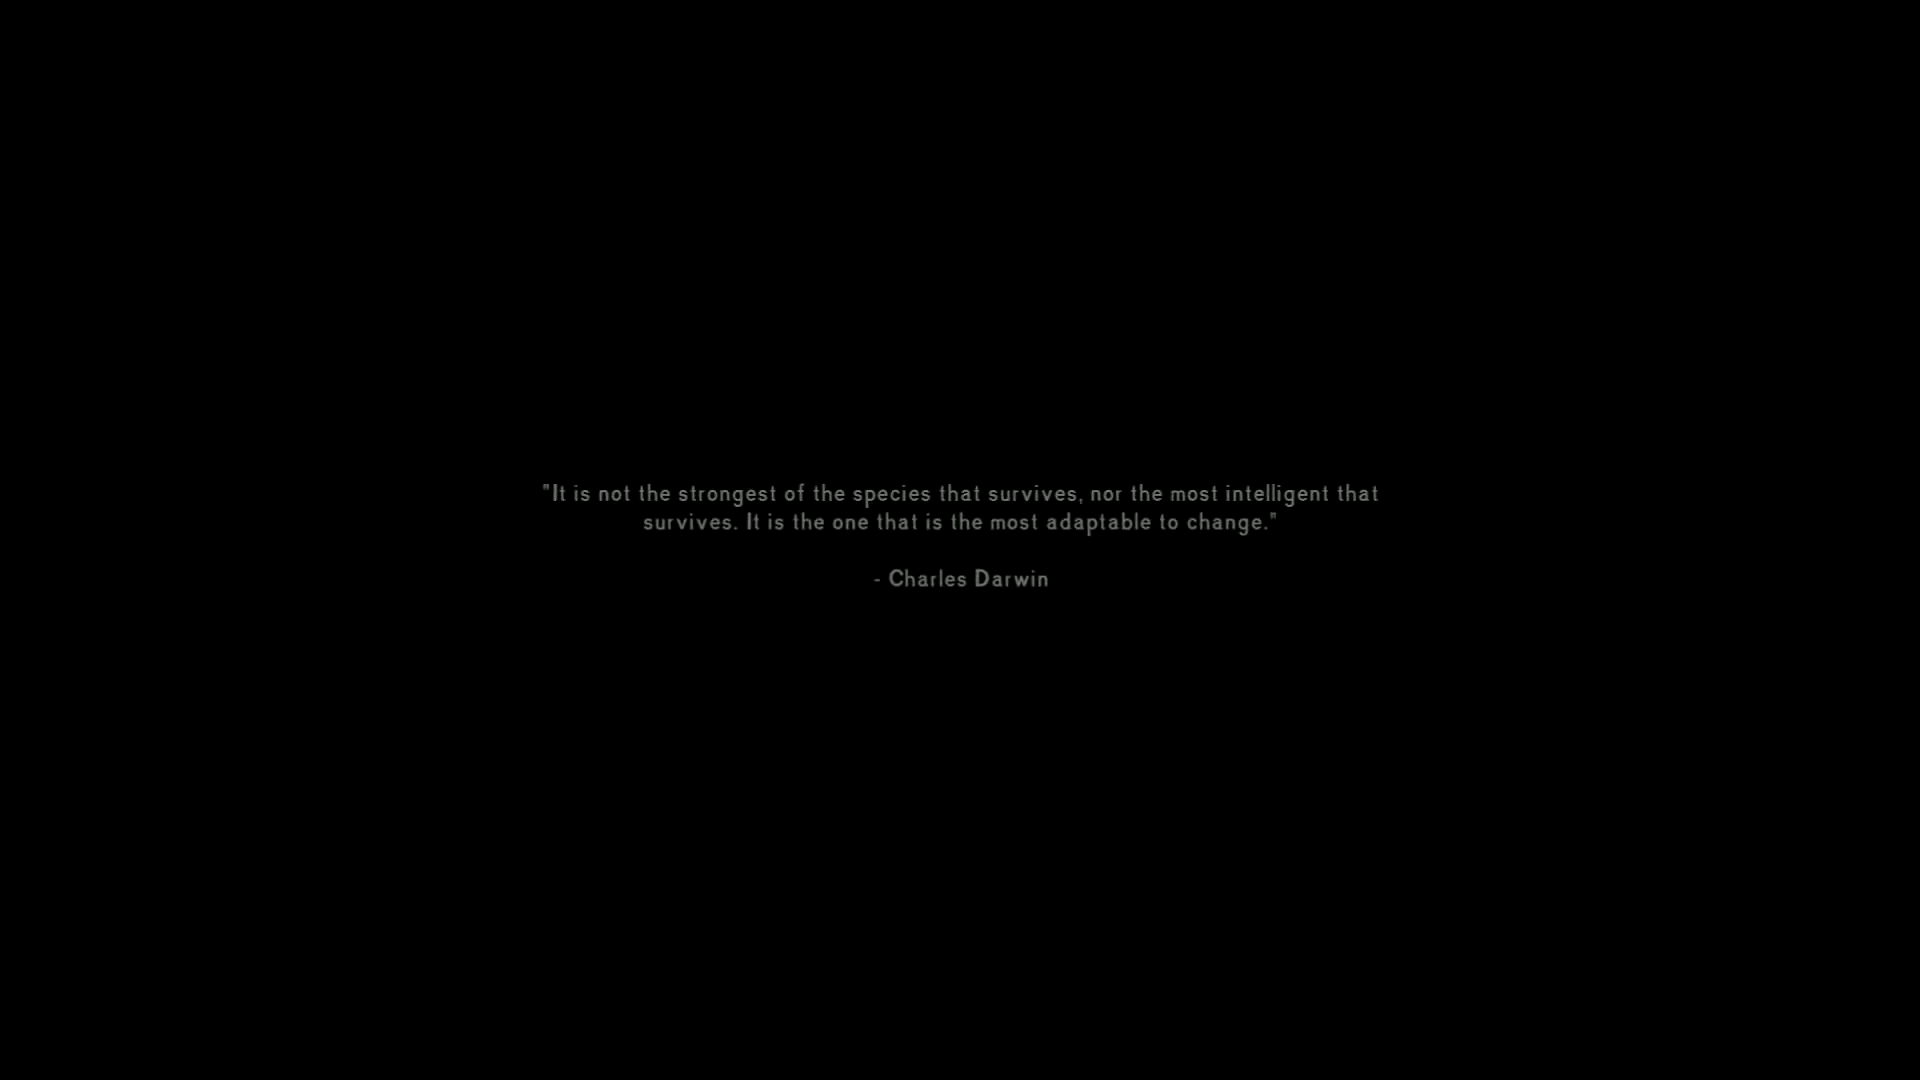 "It is not the strongest of the species that survives, nor the most intelligent that
survives. It is the one that is the most adaptable to change."
- Charles Darwin